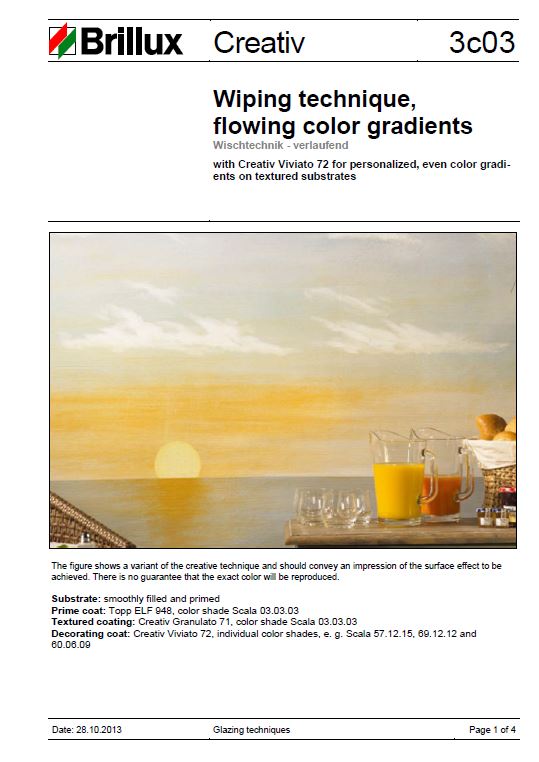 Brillux Creativ 3c03
Wiping technique,
flowing color gradients
Wischtechnik - verlaufend
with Creativ Viviato 72 for personalized, even color gradi-
ents on textured substrates
The figure shows a variant of the creative technique and should convey an impression of the surface effect to be
achieved. There is no guarantee that the exact color will be reproduced.
Substrate: smoothly filled and primed
Prime coat: Topp ELF 948, color shade Scala 03.03.03
Textured coating: Creativ Granulato 71, color shade Scala 03.03.03
Decorating coat: Creativ Viviato 72, individual color shades, e. g. Scala 57.12.15, 69.12.12 and
60.06.09
Date: 28.10.2013 Glazing techniques Page 1 of 4